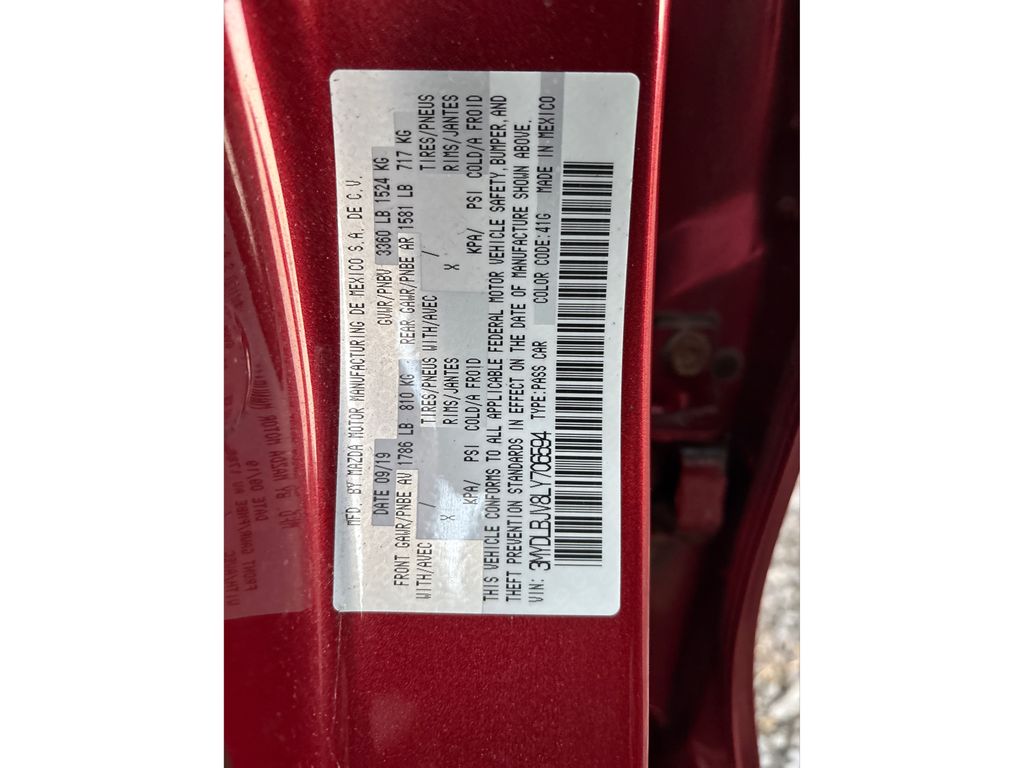 MFD. BY MAZDA MOTOR MANUFACTURING DE MEXICO S.A. DE C.V.
DATE 09/19 GVWR/PNBV 3360 LB 1524 KG
FRONT GAWR/PNBE AV 1786 LB 810 KG REAR GAWR/PNBE AR 1581 LB 717 KG
WITH/AVEC / TIRES/PNEUS WITH/AVEC / TIRES/PNEUS
X RIMS/JANTES X RIMS/JANTES
KPA/ PSI COLD/A FROID KPA/ PSI COLD/A FROID
THIS VEHICLE CONFORMS TO ALL APPLICABLE FEDERAL MOTOR VEHICLE SAFETY, BUMPER, AND
THEFT PREVENTION STANDARDS IN EFFECT ON THE DATE OF MANUFACTURE SHOWN ABOVE.
VIN: 3MYDLBJV8LY706594 TYPE:PASS CAR COLOR CODE:41G MADE IN MEXICO